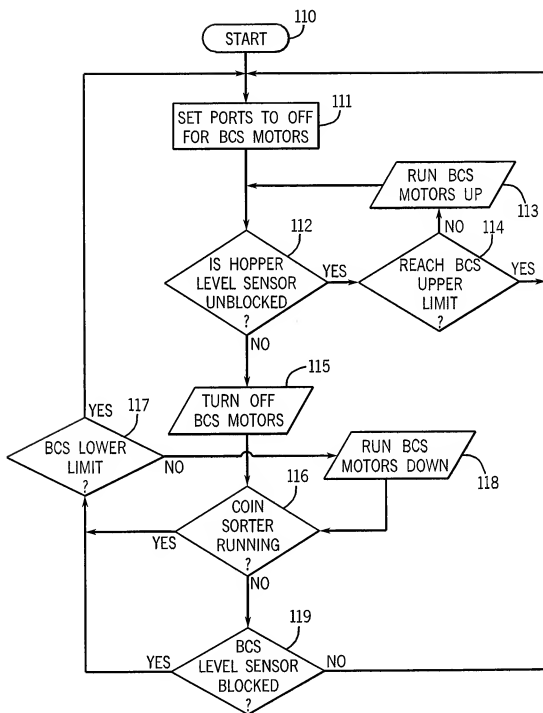 110
START
SET PORTS TO OFF
FOR BCS MOTORS
111
RUN BCS
MOTORS UP
113
112
NO
114
IS HOPPER
LEVEL SENSOR
UNBLOCKED
?
YES
REACH BCS
UPPER
LIMIT
?
YES
NO
115
TURN OFF
BCS MOTORS
YES
117
BCS LOWER
LIMIT
?
NO
RUN BCS
MOTORS DOWN
118
116
COIN
SORTER
RUNNING
?
YES
NO
119
BCS
LEVEL SENSOR
BLOCKED
?
YES
NO